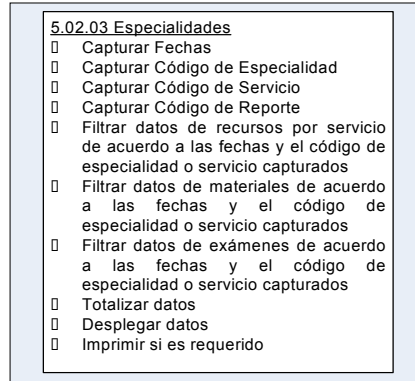 5.02.03 Especialidades
▯ Capturar Fechas
▯ Capturar Código de Especialidad
▯ Capturar Código de Servicio
▯ Capturar Código de Reporte
▯ Filtrar datos de recursos por servicio
de acuerdo a las fechas y el código de
especialidad o servicio capturados
▯ Filtrar datos de materiales de acuerdo
a las fechas y el código de
especialidad o servicio capturados
▯ Filtrar datos de exámenes de acuerdo
a las fechas y el código de
especialidad o servicio capturados
▯ Totalizar datos
▯ Desplegar datos
▯ Imprimir si es requerido